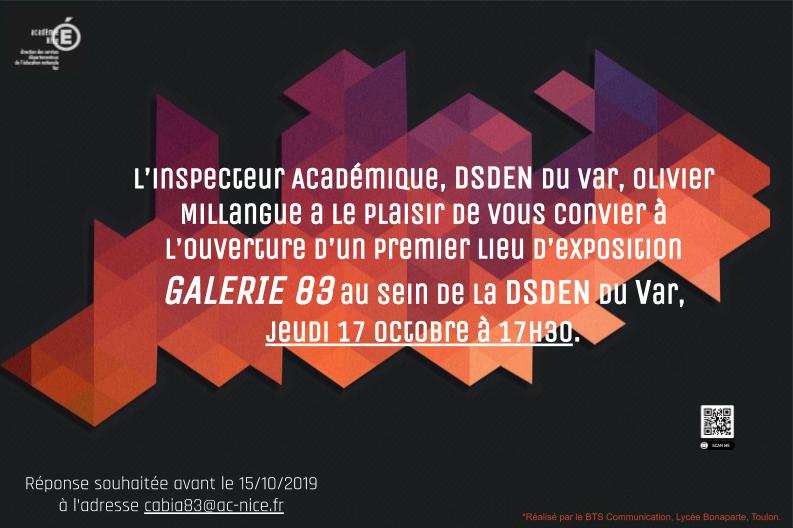 académie
Nice
direction des services
départementaux
de l'éducation nationale
Var
L'Inspecteur Académique, DSDEN du Var, Olivier
Millangue a le plaisir de vous convier à
l'ouverture d'un premier lieu d'exposition
GALERIE 83 au sein de la DSDEN du Var,
Jeudi 17 octobre à 17H30.
SCAN ME
Réponse souhaitée avant le 15/10/2019
à l'adresse cabia83@ac-nice.fr
*Réalisé par le BTS Communication, Lycée Bonaparte, Toulon.